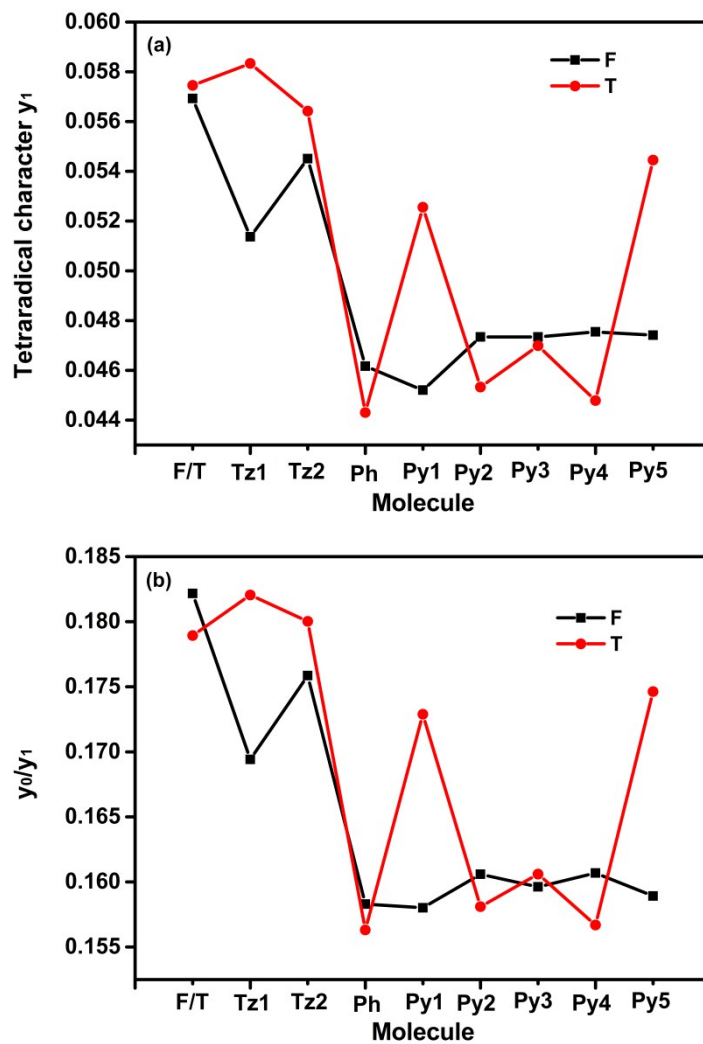 (a)
F
T
Tetraradical character y₁
0.060
0.058
0.056
0.054
0.052
0.050
0.048
0.046
0.044
F/T Tz1 Tz2 Ph Py1 Py2 Py3 Py4 Py5
Molecule
(b)
F
T
y₀/y₁
0.185
0.180
0.175
0.170
0.165
0.160
0.155
F/T Tz1 Tz2 Ph Py1 Py2 Py3 Py4 Py5
Molecule